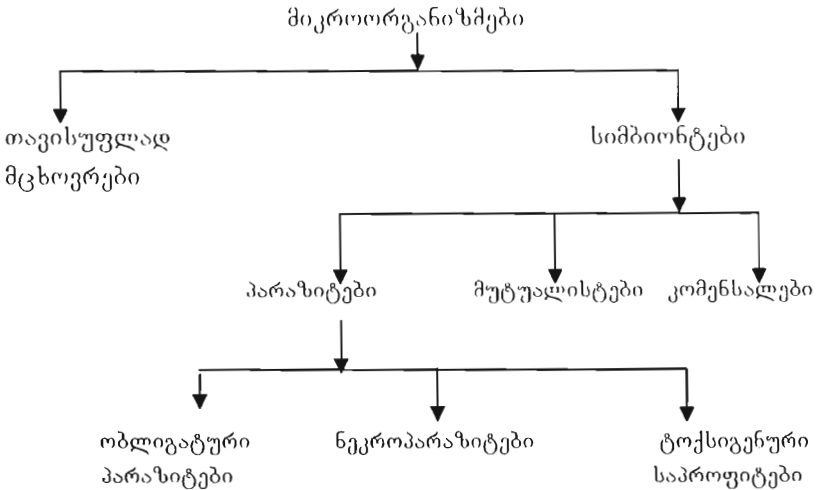 მიკროორგანიზმები
თავისუფლად
მცხოვრები
სიმბიონტები
პარაზიტები
მუტუალისტები
კომენსალები
ობლიგატური
პარაზიტები
ნეკროპარაზიტები
ტოქსიგენური
საპროფიტები